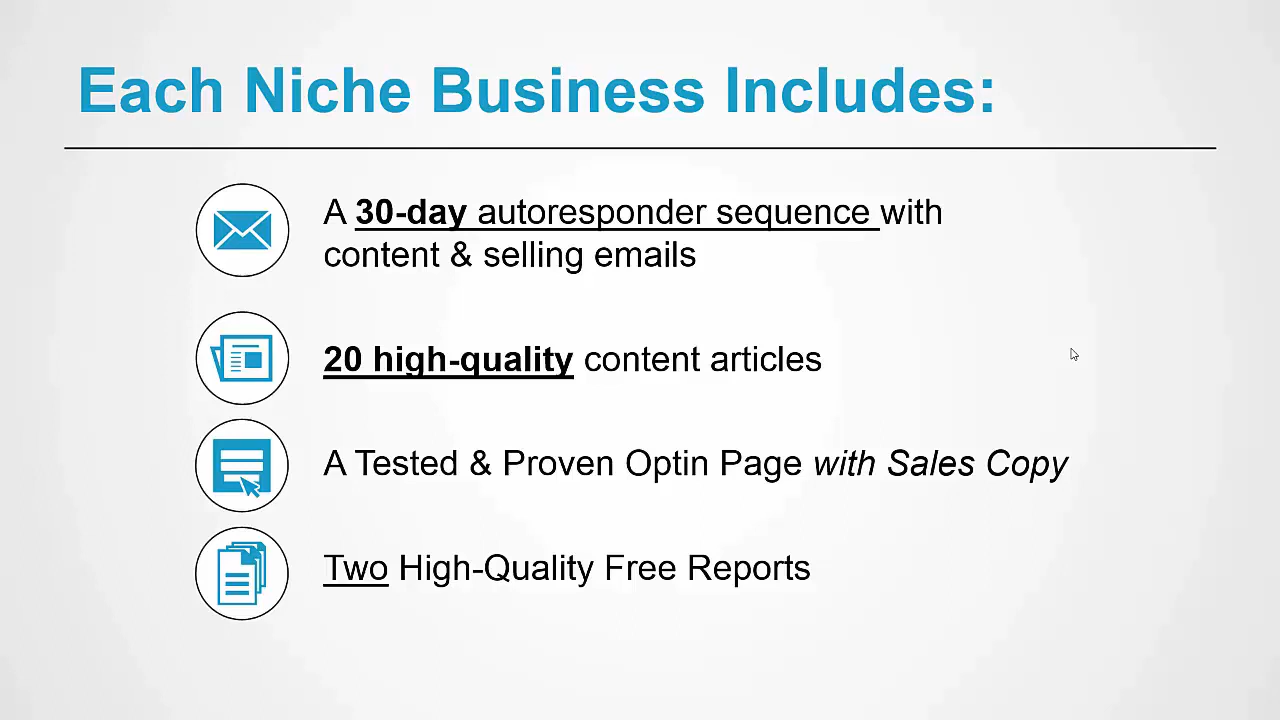 Each Niche Business Includes:
A 30-day autoresponder sequence with
content & selling emails
20 high-quality content articles
A Tested & Proven Optin Page with Sales Copy
Two High-Quality Free Reports